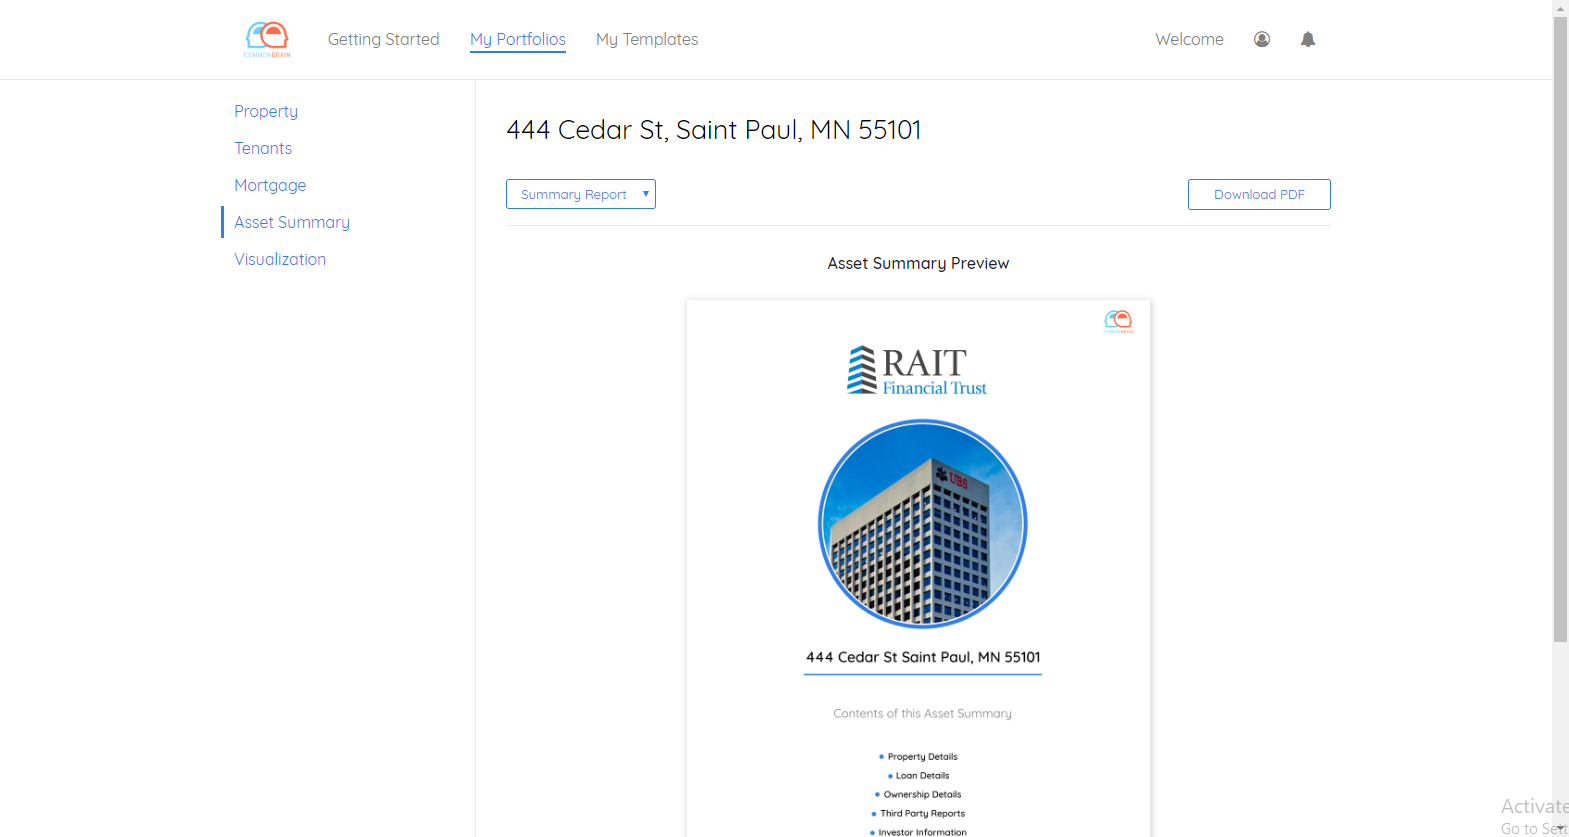 COMMONBRAIN
Getting Started
My Portfolios
My Templates
Welcome
Property
Tenants
Mortgage
Asset Summary
Visualization
444 Cedar St, Saint Paul, MN 55101
Summary Report
Download PDF
Asset Summary Preview
COMMONBRAIN
RAIT
Financial Trust
UBS
444 Cedar St Saint Paul, MN 55101
Contents of this Asset Summary
Property Details
Loan Details
Ownership Details
Third Party Reports
Investor Information
Activate
Go to Sett